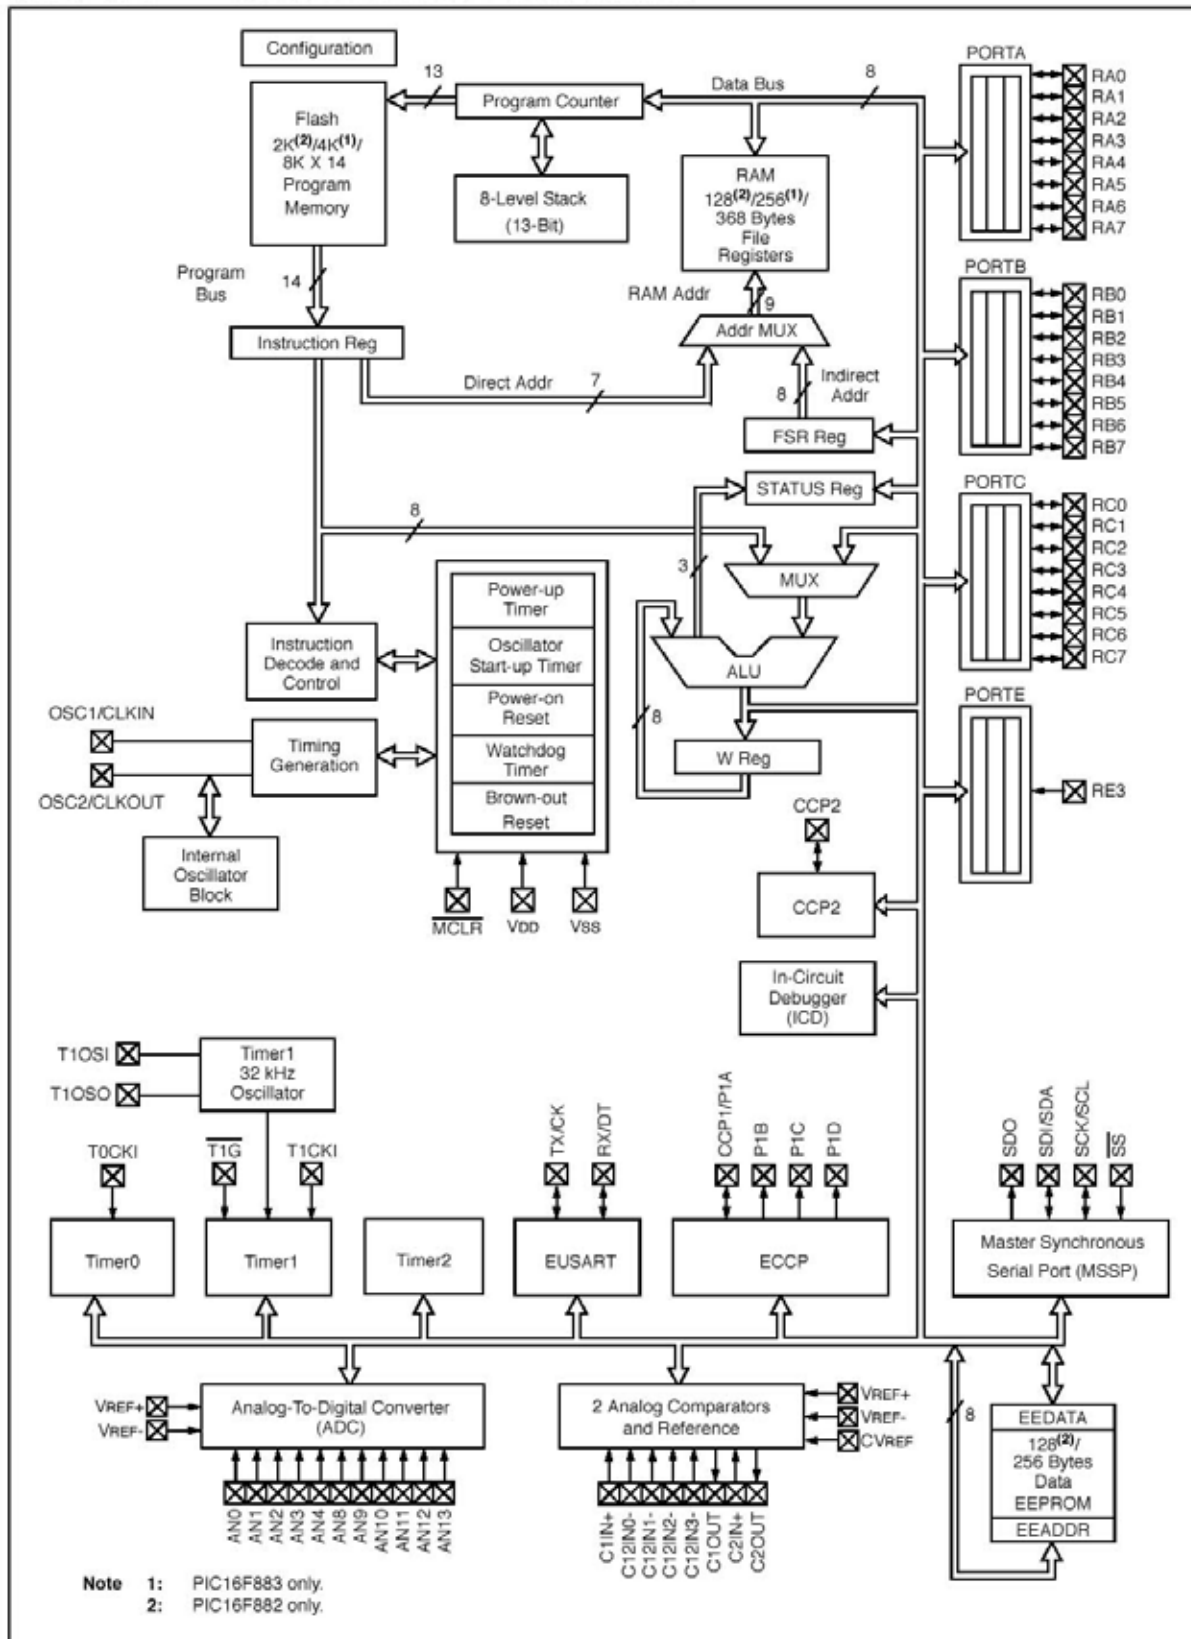 Configuration
Flash
2K(2)/4K(1)/
8K X 14
Program
Memory
13
Program Counter
Data Bus
8
8-Level Stack
(13-Bit)
RAM
128(2)/256(1)/
368 Bytes
File
Registers
Program
Bus
14
RAM Addr
9
Addr MUX
Instruction Reg
Direct Addr
7
Indirect
Addr
8
FSR Reg
STATUS Reg
8
3
MUX
ALU
8
W Reg
Power-up
Timer
Oscillator
Start-up Timer
Power-on
Reset
Watchdog
Timer
Brown-out
Reset
Instruction
Decode and
Control
OSC1/CLKIN
Timing
Generation
OSC2/CLKOUT
Internal
Oscillator
Block
MCLR
VDD
VSS
CCP2
CCP2
In-Circuit
Debugger
(ICD)
PORTA
RA0
RA1
RA2
RA3
RA4
RA5
RA6
RA7
PORTB
RB0
RB1
RB2
RB3
RB4
RB5
RB6
RB7
PORTC
RC0
RC1
RC2
RC3
RC4
RC5
RC6
RC7
PORTE
RE3
T1OSI
T1OSO
Timer1
32 kHz
Oscillator
T0CKI
T1G
T1CKI
TX/CK
RX/DT
CCP1/P1A
P1B
P1C
P1D
SDO
SDI/SDA
SCK/SCL
SS
Timer0
Timer1
Timer2
EUSART
ECCP
Master Synchronous
Serial Port (MSSP)
VREF+
VREF-
Analog-To-Digital Converter
(ADC)
AN0
AN1
AN2
AN3
AN4
AN8
AN9
AN10
AN11
AN12
AN13
2 Analog Comparators
and Reference
VREF+
VREF-
CVREF
C1IN+
C12IN0-
C12IN1-
C12IN2-
C12IN3-
C1OUT
C2IN+
C2OUT
8
EEDATA
128(2)/
256 Bytes
Data
EEPROM
EEADDR
Note 1: PIC16F883 only.
2: PIC16F882 only.